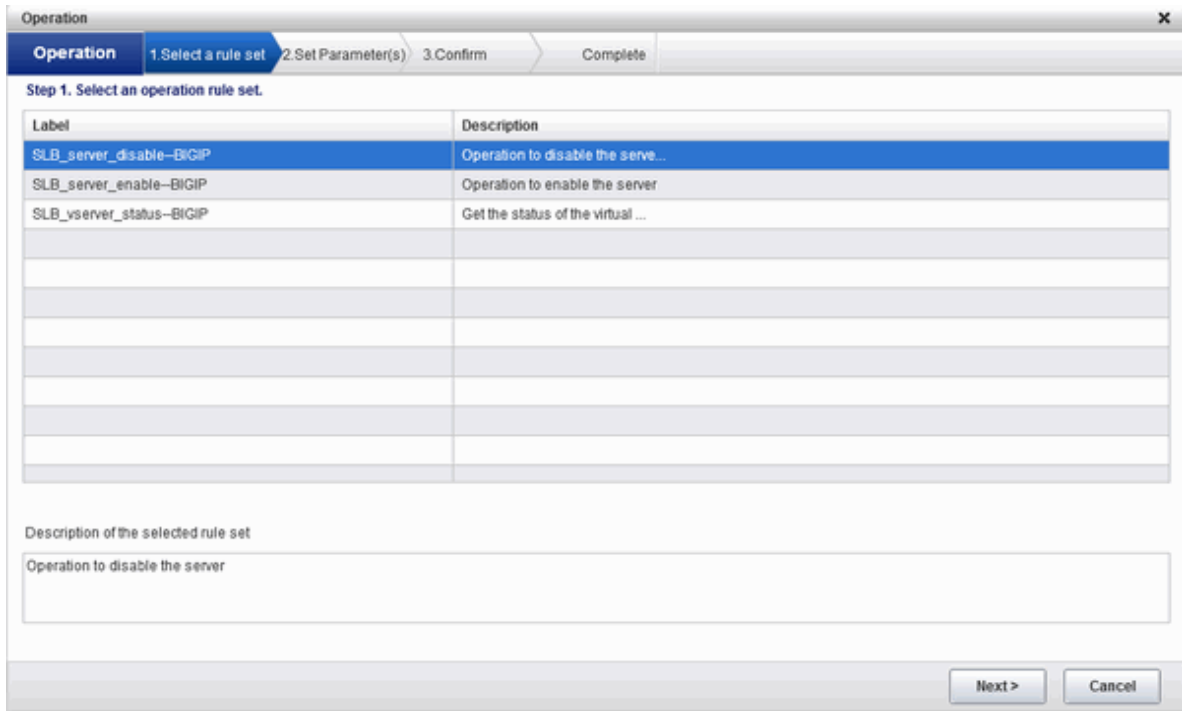 Operation
Operation 1.Select a rule set 2.Set Parameter(s) 3.Confirm Complete
Step 1. Select an operation rule set.
Label Description
SLB_server_disable--BIGIP Operation to disable the serve...
SLB_server_enable--BIGIP Operation to enable the server
SLB_vserver_status--BIGIP Get the status of the virtual ...
Description of the selected rule set
Operation to disable the server
Next > Cancel